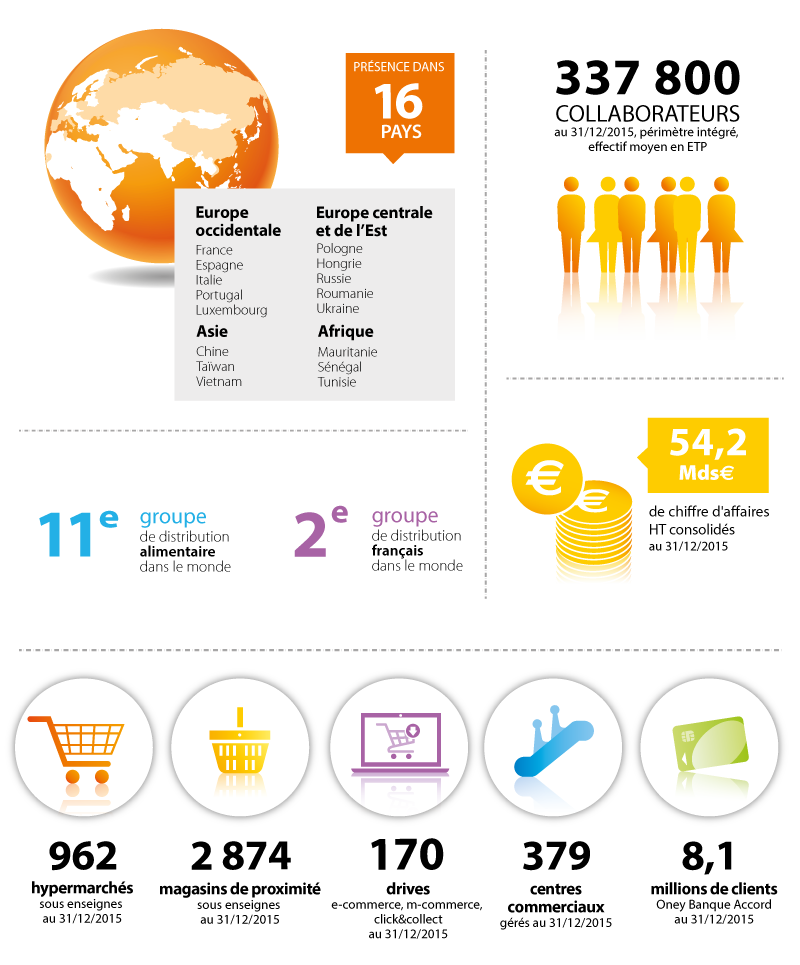 PRÉSENCE DANS
16
PAYS
Europe
occidentale
France
Espagne
Italie
Portugal
Luxembourg
Europe centrale
et de l'Est
Pologne
Hongrie
Russie
Roumanie
Ukraine
Asie
Chine
Taïwan
Vietnam
Afrique
Mauritanie
Sénégal
Tunisie
337 800
COLLABORATEURS
au 31/12/2015, périmètre intégré,
effectif moyen en ETP
11e
groupe
de distribution
alimentaire
dans le monde
2e
groupe
de distribution
français
dans le monde
€
€
54,2
Mds€
de chiffre d'affaires
HT consolidés
au 31/12/2015
962
hypermarchés
sous enseignes
au 31/12/2015
2 874
magasins de proximité
sous enseignes
au 31/12/2015
170
drives
e-commerce, m-commerce,
click&collect
au 31/12/2015
379
centres
commerciaux
gérés au 31/12/2015
8,1
millions de clients
Oney Banque Accord
au 31/12/2015